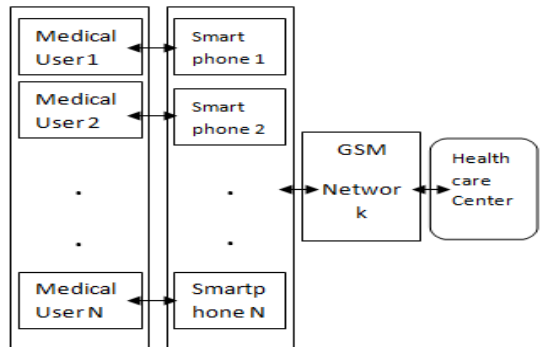 Medical
User 1
Smart
phone 1
Medical
User 2
Smart
phone 2
.
.
.
.
GSM
Networ
k
Health
care
Center
Medical
User N
Smartp
hone N